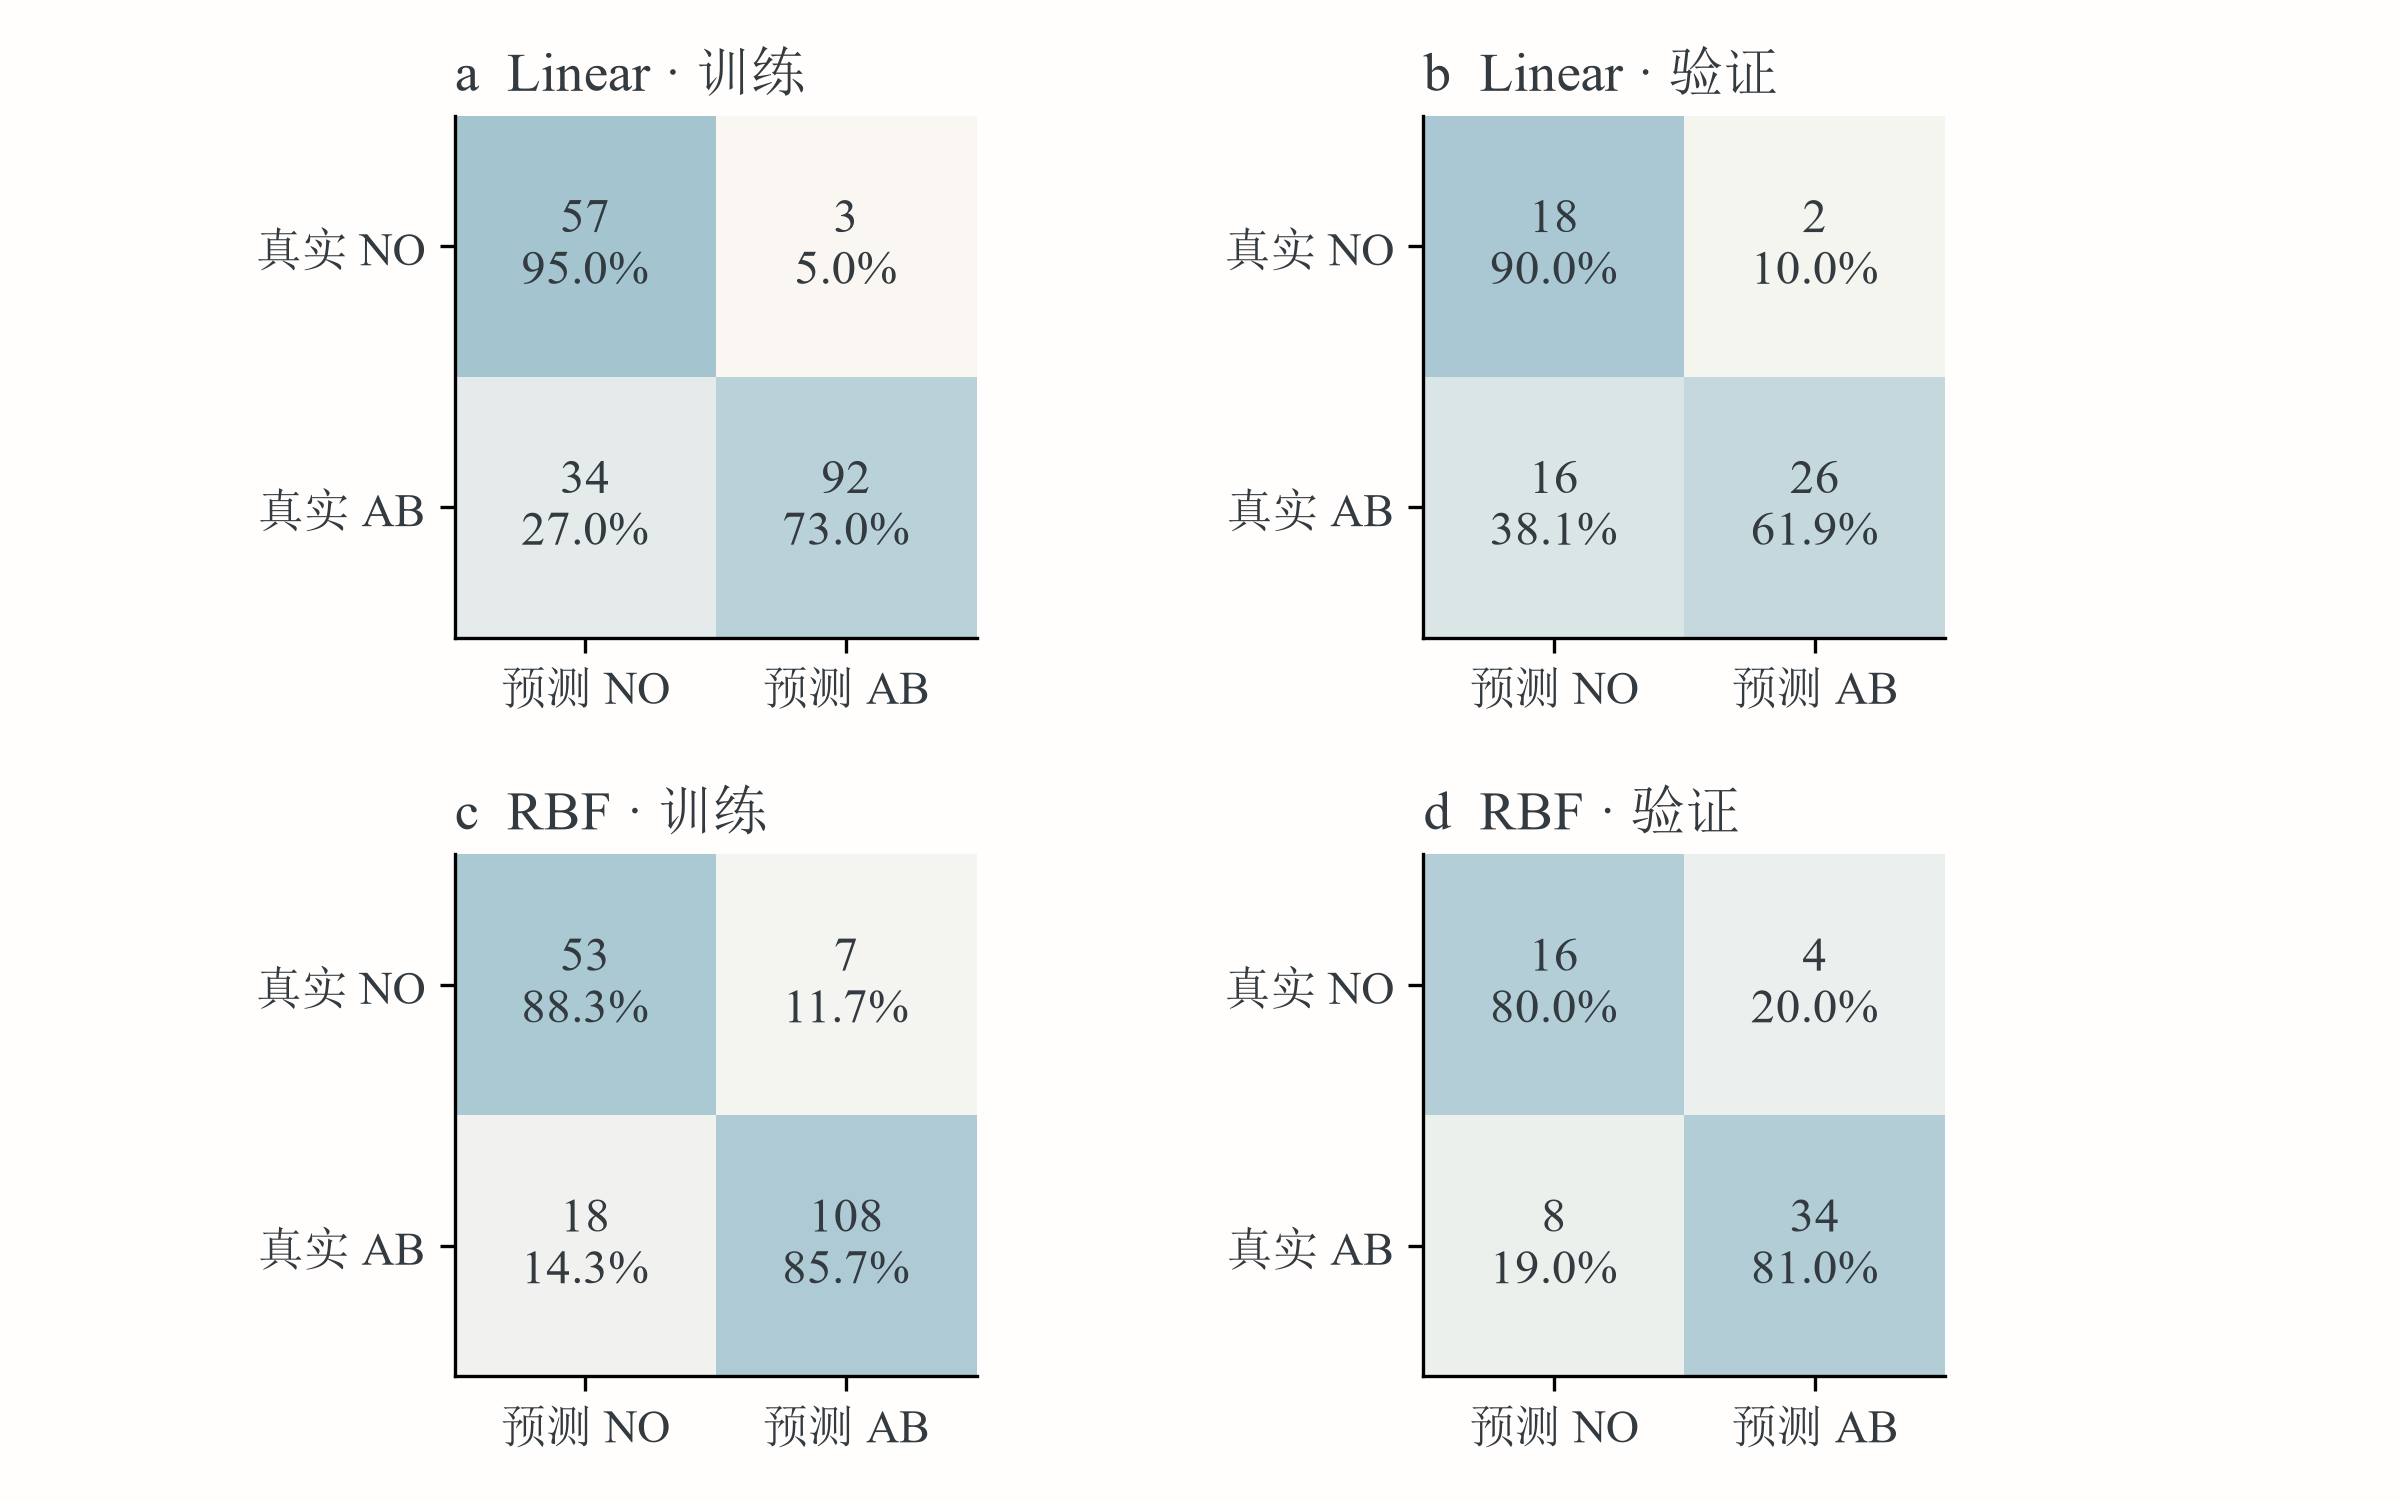 a Linear · 训练
真实 NO
57
95.0%
3
5.0%
真实 AB
34
27.0%
92
73.0%
预测 NO
预测 AB
b Linear · 验证
真实 NO
18
90.0%
2
10.0%
真实 AB
16
38.1%
26
61.9%
预测 NO
预测 AB
c RBF · 训练
真实 NO
53
88.3%
7
11.7%
真实 AB
18
14.3%
108
85.7%
预测 NO
预测 AB
d RBF · 验证
真实 NO
16
80.0%
4
20.0%
真实 AB
8
19.0%
34
81.0%
预测 NO
预测 AB